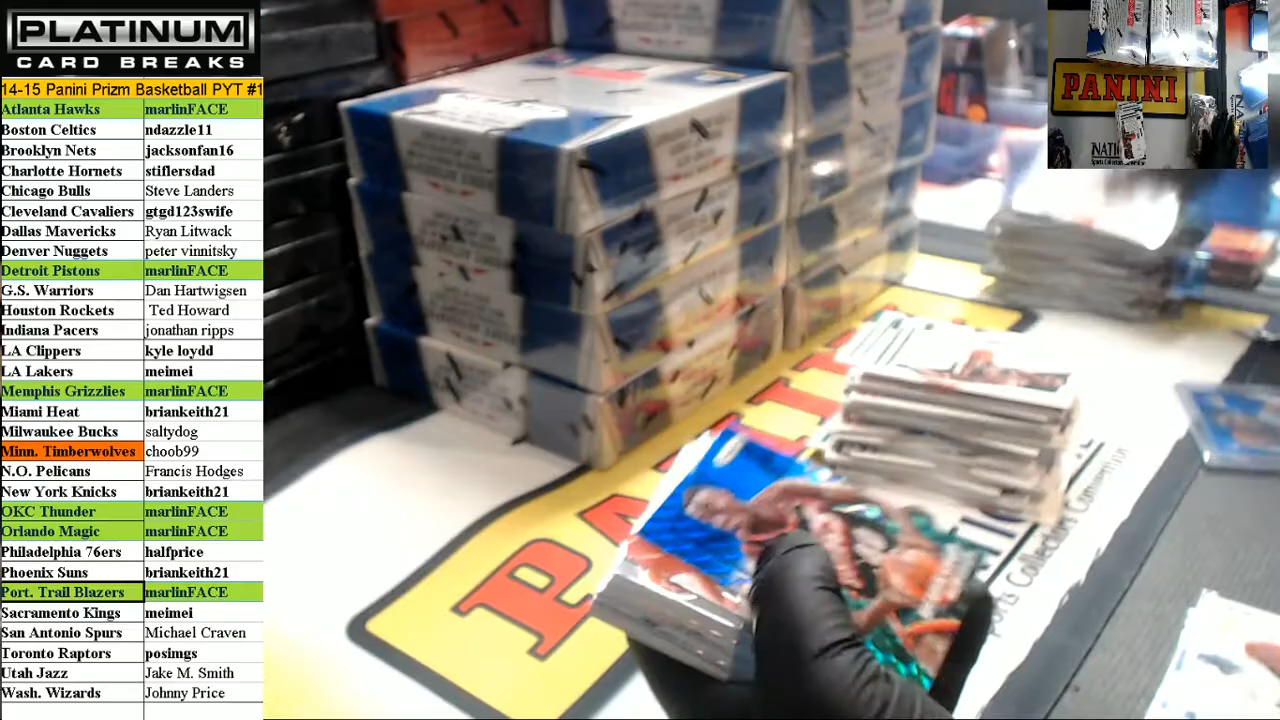 PLATINUM
CARD BREAKS
14-15 Panini Prizm Basketball PYT #1
Atlanta Hawks marlinFACE
Boston Celtics ndazzle11
Brooklyn Nets jacksonfan16
Charlotte Hornets stiflersdad
Chicago Bulls Steve Landers
Cleveland Cavaliers gtgd123swife
Dallas Mavericks Ryan Litwack
Denver Nuggets peter vinnitsky
Detroit Pistons marlinFACE
G.S. Warriors Dan Hartwigsen
Houston Rockets Ted Howard
Indiana Pacers jonathan ripps
LA Clippers kyle loydd
LA Lakers meimei
Memphis Grizzlies marlinFACE
Miami Heat briankeith21
Milwaukee Bucks saltydog
Minn. Timberwolves choob99
N.O. Pelicans Francis Hodges
New York Knicks briankeith21
OKC Thunder marlinFACE
Orlando Magic marlinFACE
Philadelphia 76ers halfprice
Phoenix Suns briankeith21
Port. Trail Blazers marlinFACE
Sacramento Kings meimei
San Antonio Spurs Michael Craven
Toronto Raptors posimgs
Utah Jazz Jake M. Smith
Wash. Wizards Johnny Price
PANINI
Sports Collectors Convention